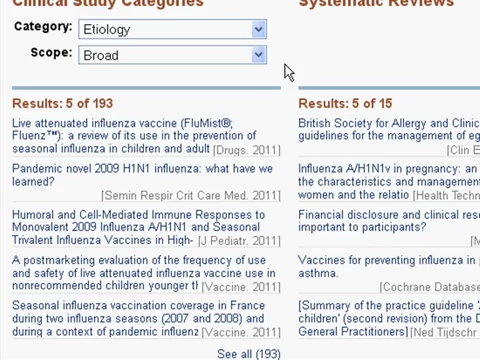 Clinical Study Categories
Category: Etiology
Scope: Broad
Results: 5 of 193
Live attenuated influenza vaccine (FluMist®;
Fluenz™): a review of its use in the prevention of
seasonal influenza in children and adult [Drugs. 2011]
Pandemic novel 2009 H1N1 influenza: what have we
learned?
[Semin Respir Crit Care Med. 2011]
Humoral and Cell-Mediated Immune Responses to
Monovalent 2009 Influenza A/H1N1 and Seasonal
Trivalent Influenza Vaccines in High- [J Pediatr. 2011]
A postmarketing evaluation of the frequency of use
and safety of live attenuated influenza vaccine use in
nonrecommended children younger tl [Vaccine. 2011]
Seasonal influenza vaccination coverage in France
during two influenza seasons (2007 and 2008) and
during a context of pandemic influenz [Vaccine. 2011]
See all (193)
Systematic Reviews
Results: 5 of 15
British Society for Allergy and Clinic
guidelines for the management of eg
[Clin E
Influenza A/H1N1v in pregnancy: an
the characteristics and management
women and the relatio [Health Techn
Financial disclosure and clinical rese
important to participants?
[M
Vaccines for preventing influenza in p
asthma.
[Cochrane Database
[Summary of the practice guideline '
children' (second revision) from the D
General Practitioners] [Ned Tijdschr